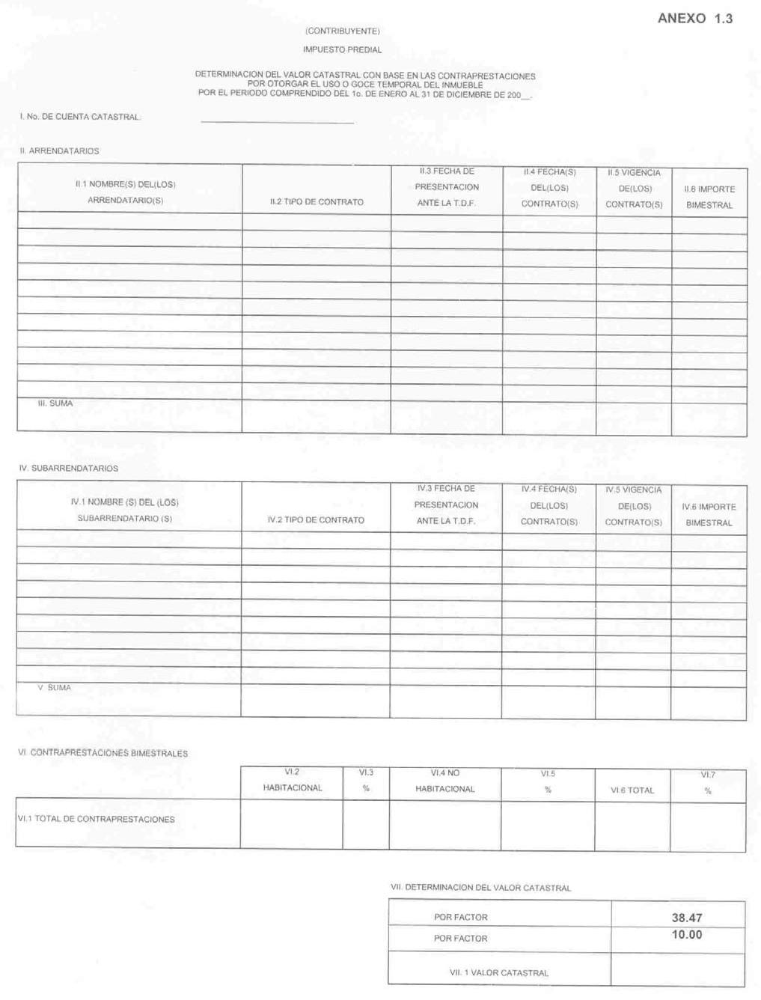 ANEXO 1.3
(CONTRIBUYENTE)
IMPUESTO PREDIAL
DETERMINACION DEL VALOR CATASTRAL CON BASE EN LAS CONTRAPRESTACIONES
POR OTORGAR EL USO O GOCE TEMPORAL DEL INMUEBLE
POR EL PERIODO COMPRENDIDO DEL 1o. DE ENERO AL 31 DE DICIEMBRE DE 200__.
I. No. DE CUENTA CATASTRAL:
II. ARRENDATARIOS
II.1 NOMBRE(S) DEL(LOS)
ARRENDATARIO(S)
II.2 TIPO DE CONTRATO
II.3 FECHA DE
PRESENTACION
ANTE LA T.D.F.
II.4 FECHA(S)
DEL(LOS)
CONTRATO(S)
II.5 VIGENCIA
DE(LOS)
CONTRATO(S)
II.6 IMPORTE
BIMESTRAL
III. SUMA
IV. SUBARRENDATARIOS
IV.1 NOMBRE (S) DEL (LOS)
SUBARRENDATARIO (S)
IV.2 TIPO DE CONTRATO
IV.3 FECHA DE
PRESENTACION
ANTE LA T.D.F.
IV.4 FECHA(S)
DEL(LOS)
CONTRATO(S)
IV.5 VIGENCIA
DE(LOS)
CONTRATO(S)
IV.6 IMPORTE
BIMESTRAL
V SUMA
VI. CONTRAPRESTACIONES BIMESTRALES
VI.2
HABITACIONAL
VI.3
%
VI.4 NO
HABITACIONAL
VI.5
%
VI.6 TOTAL
VI.7
%
VI.1 TOTAL DE CONTRAPRESTACIONES
VII. DETERMINACION DEL VALOR CATASTRAL
POR FACTOR 38.47
POR FACTOR 10.00
VII. 1 VALOR CATASTRAL